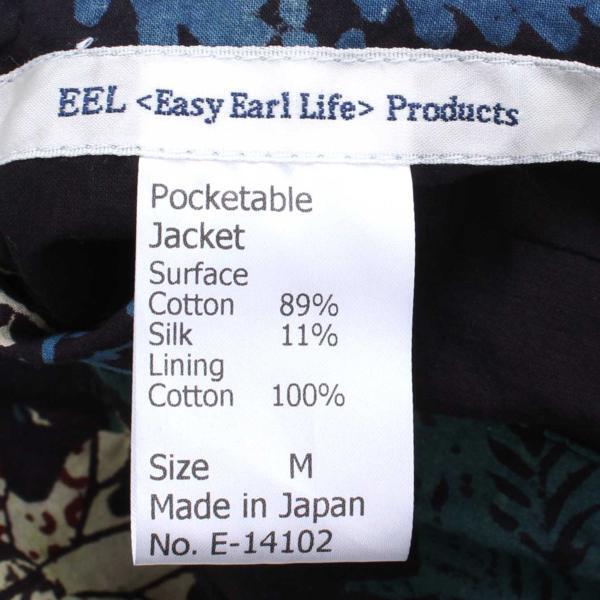 EEL <Easy Earl Life> Products
Pocketable
Jacket
Surface
Cotton 89%
Silk 11%
Lining
Cotton 100%
Size M
Made in Japan
No. E-14102